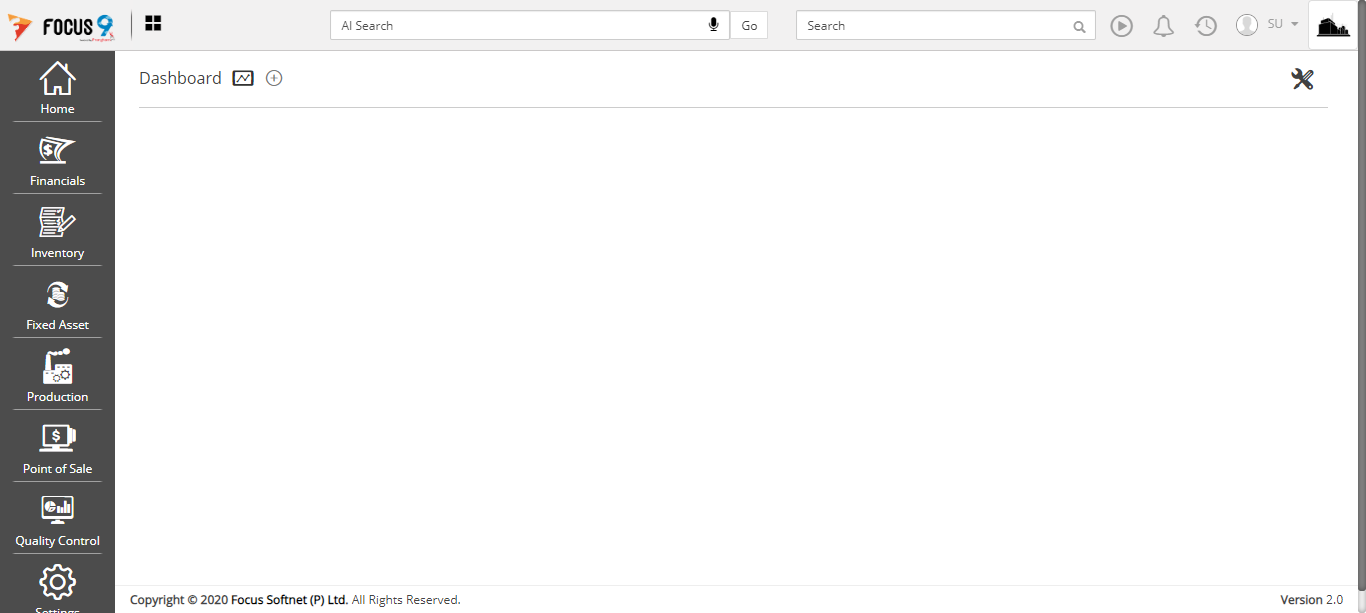 FOCUS 9
AI Search
Go
Search
SU
Dashboard
Home
Financials
Inventory
Fixed Asset
Production
Point of Sale
Quality Control
Settings
Copyright © 2020 Focus Softnet (P) Ltd. All Rights Reserved.
Version 2.0